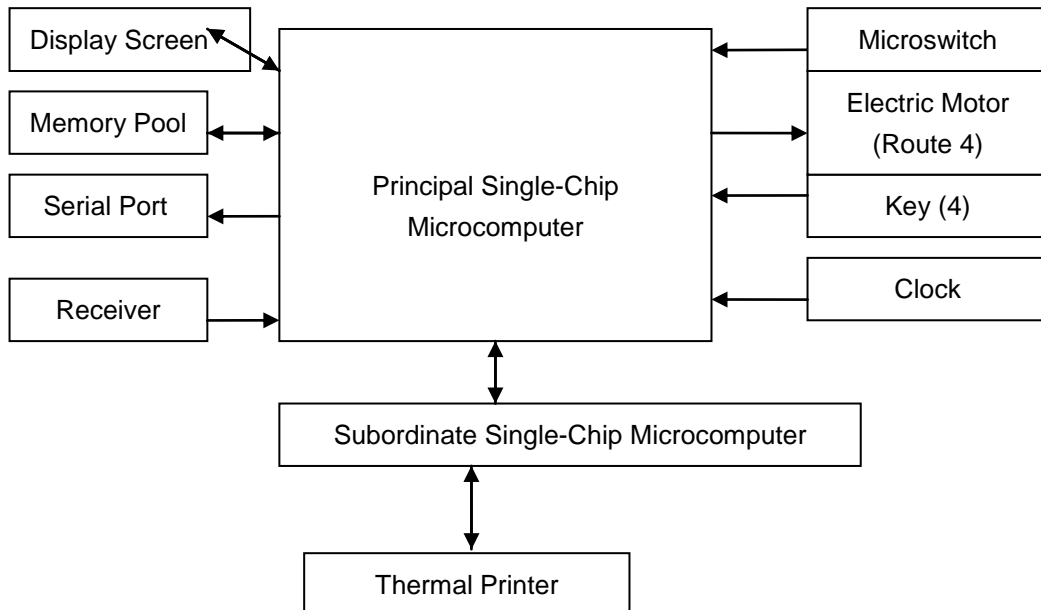 Display Screen
Memory Pool
Serial Port
Receiver
Principal Single-Chip
Microcomputer
Microswitch
Electric Motor
(Route 4)
Key (4)
Clock
Subordinate Single-Chip Microcomputer
Thermal Printer